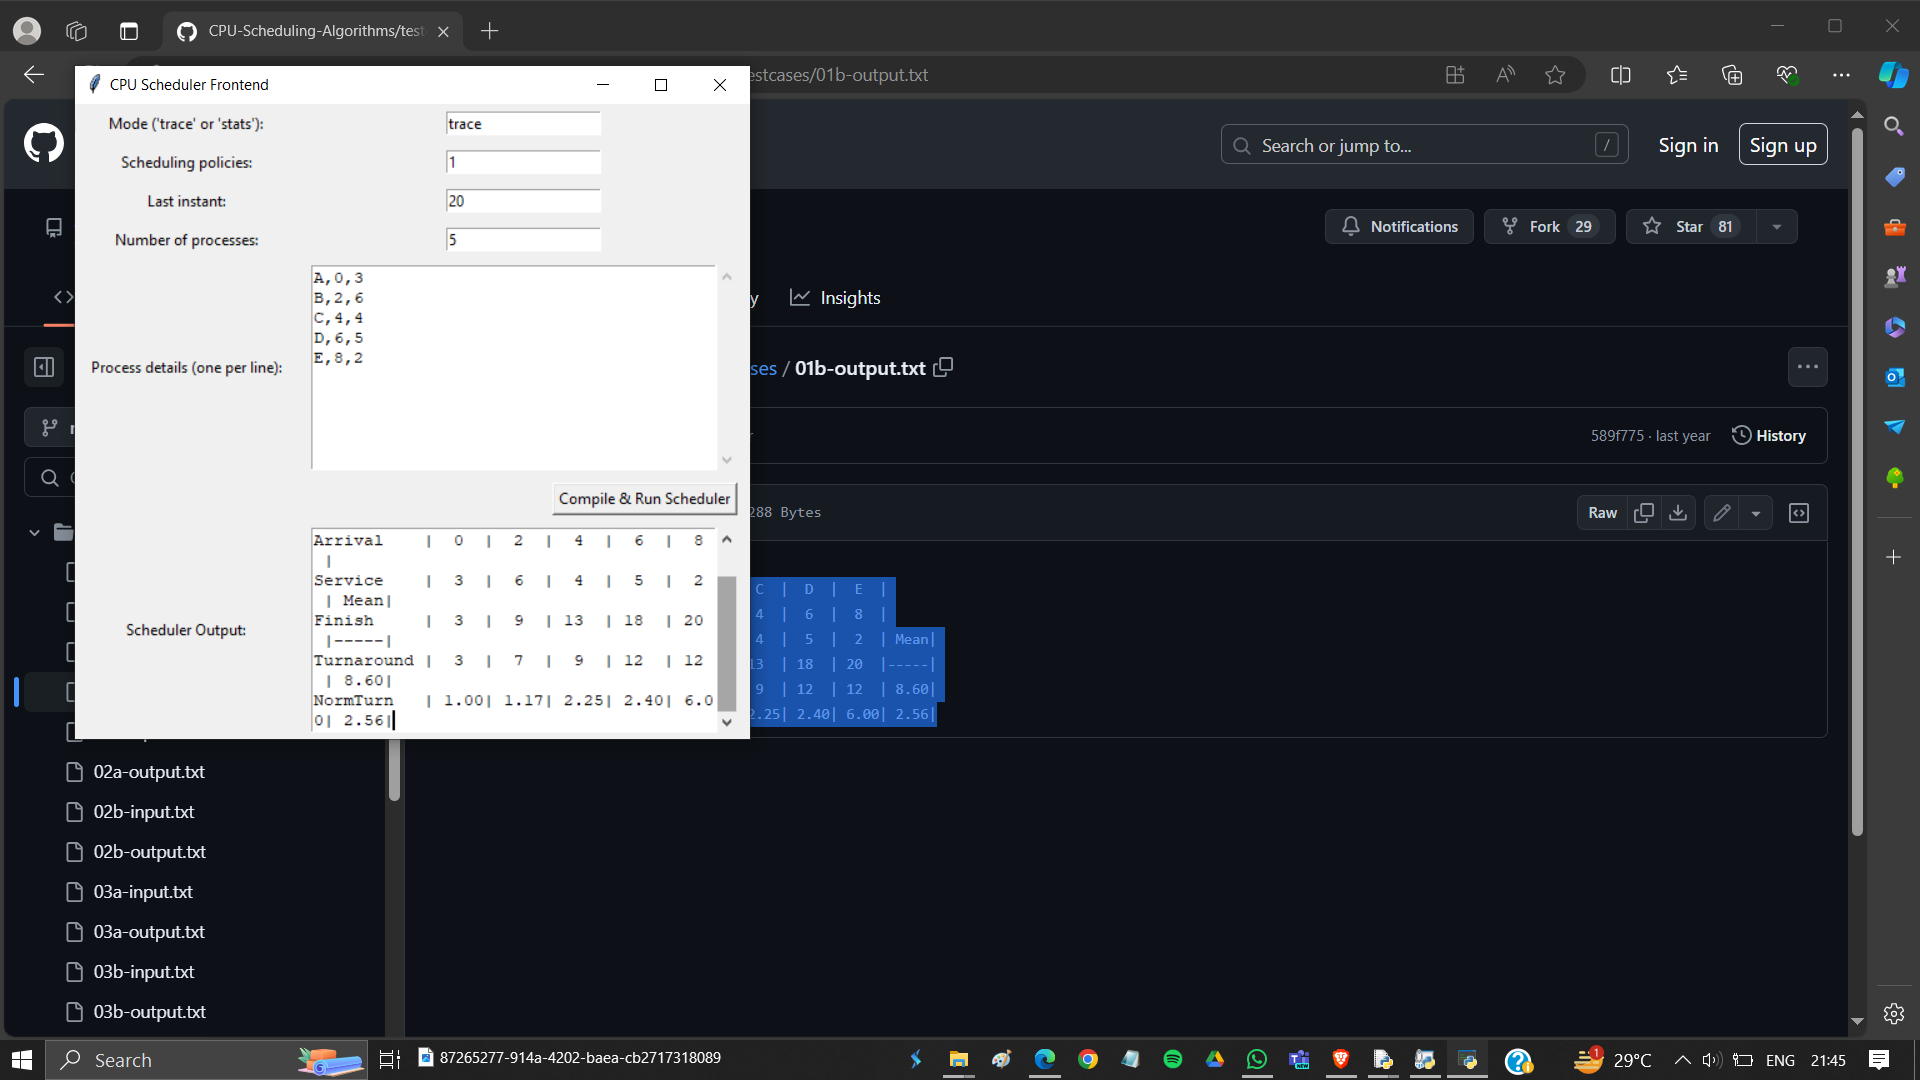 CPU-Scheduling-Algorithms/test
estcases/01b-output.txt
CPU Scheduler Frontend
Mode ('trace' or 'stats'):
trace
Scheduling policies:
1
Last instant:
20
Number of processes:
5
Process details (one per line):
A,0,3
B,2,6
C,4,4
D,6,5
E,8,2
Compile & Run Scheduler
Scheduler Output:
Arrival | 0 | 2 | 4 | 6 | 8
|
Service | 3 | 6 | 4 | 5 | 2
| Mean|
Finish | 3 | 9 | 13 | 18 | 20
|-----|
Turnaround | 3 | 7 | 9 | 12 | 12
| 8.60|
NormTurn | 1.00| 1.17| 2.25| 2.40| 6.0
0| 2.56|
Search or jump to...
/
Sign in
Sign up
Notifications
Fork 29
Star 81
y
Insights
ses / 01b-output.txt
589f775 · last year
History
288 Bytes
Raw
C | D | E |
4 | 6 | 8 |
4 | 5 | 2 | Mean|
13 | 18 | 20 |-----|
9 | 12 | 12 | 8.60|
2.25| 2.40| 6.00| 2.56|
02a-output.txt
02b-input.txt
02b-output.txt
03a-input.txt
03a-output.txt
03b-input.txt
03b-output.txt
Search
87265277-914a-4202-baea-cb2717318089
1
29°C
ENG
21:45